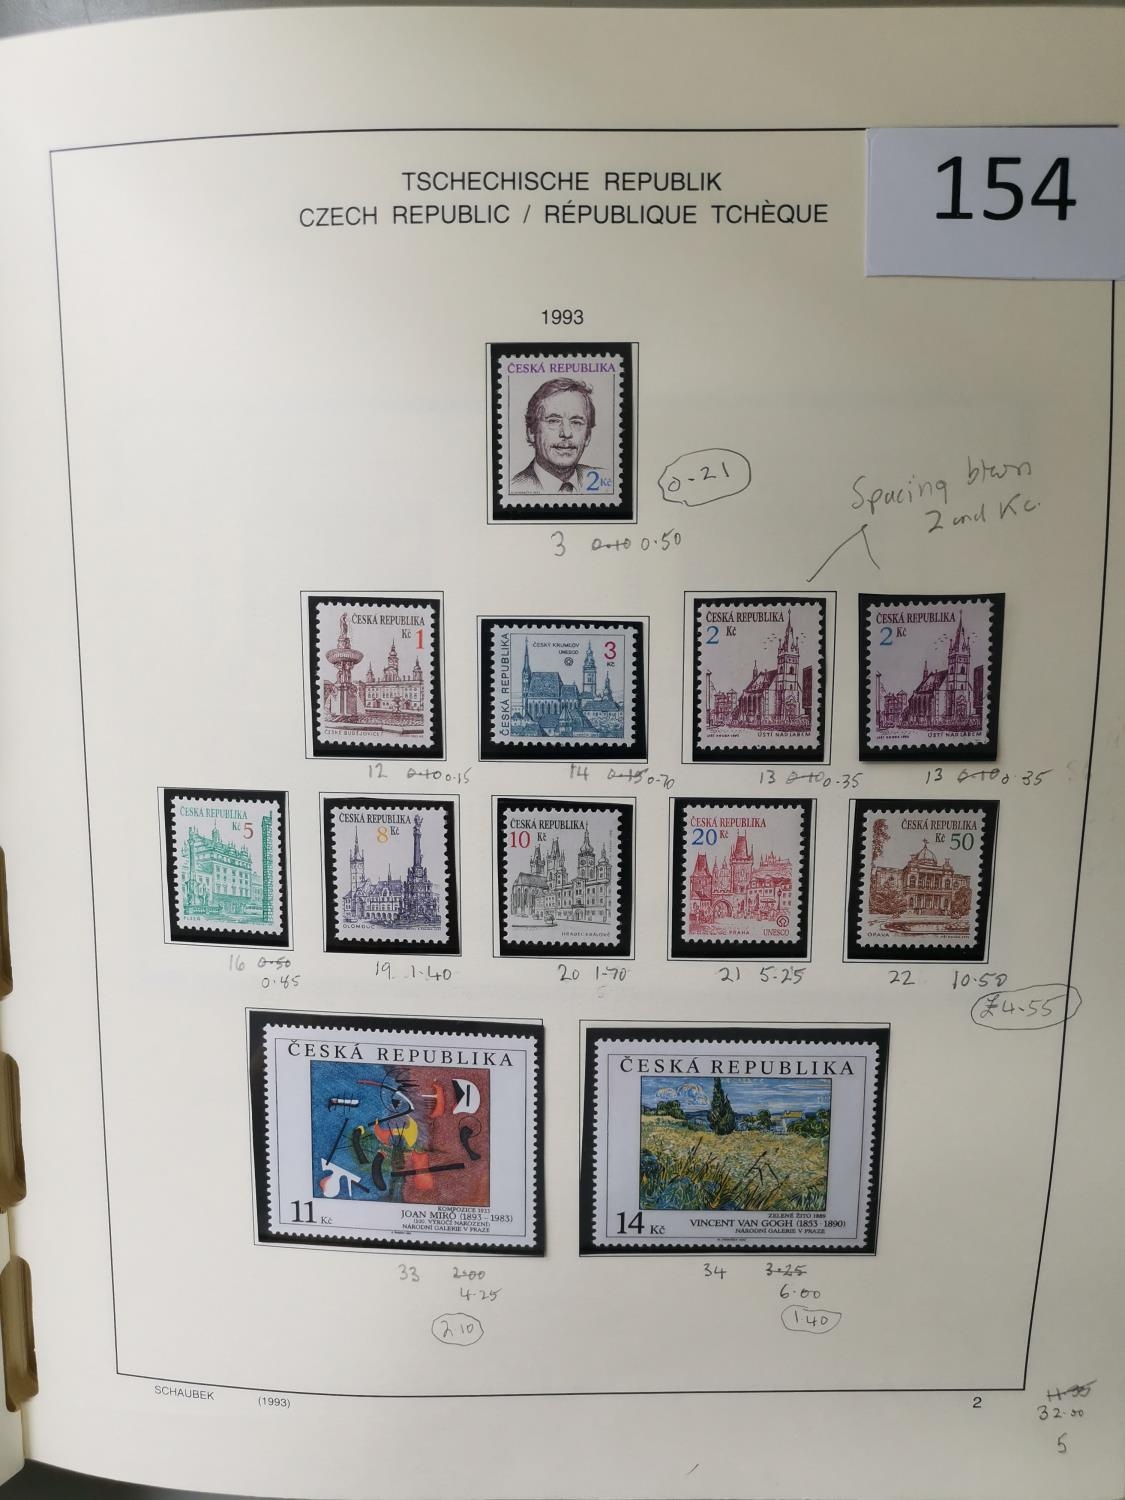 154
TSCHECHISCHE REPUBLIK
CZECH REPUBLIC / RÉPUBLIQUE TCHÈQUE
1993
ČESKÁ REPUBLIKA
2 Kč
0.21
3 0.10 0.50
Spacing btwn
2 and Kc.
ČESKÁ REPUBLIKA
Kč 1
ČESKÉ BUDĚJOVICE
ČESKÁ REPUBLIKA
ČESKÝ KRUMLOV
UNESCO
3
Kč
ČESKÁ REPUBLIKA
2 Kč
ÚSTÍ NAD LABEM
ČESKÁ REPUBLIKA
2 Kč
ÚSTÍ NAD LABEM
12 0.10 0.15
14 0.15 0.70
13 0.10 0.35
13 0.10 0.35
ČESKÁ REPUBLIKA
Kč 5
PLZEŇ
ČESKÁ REPUBLIKA
8 Kč
OLOMOUC
ČESKÁ REPUBLIKA
10 Kč
HRADEC KRÁLOVÉ
ČESKÁ REPUBLIKA
20 Kč
PRAHA UNESCO
ČESKÁ REPUBLIKA
Kč 50
OPAVA
16 0.50
0.85
19 1.40
20 1.70
21 5.25
22 10.50
£4.55
ČESKÁ REPUBLIKA
KOMPOZICE 1933
11 Kč
JOAN MIRÓ (1893-1983)
(100. VÝROČÍ NAROZENÍ)
NÁRODNÍ GALERIE V PRAZE
ČESKÁ REPUBLIKA
ZELENÉ ŽITO 1889
14 Kč
VINCENT VAN GOGH (1853-1890)
NÁRODNÍ GALERIE V PRAZE
33 2.00
4.25
2.10
34 3.25
6.00
1.40
SCHAUBEK
(1993)
2
32.00
5